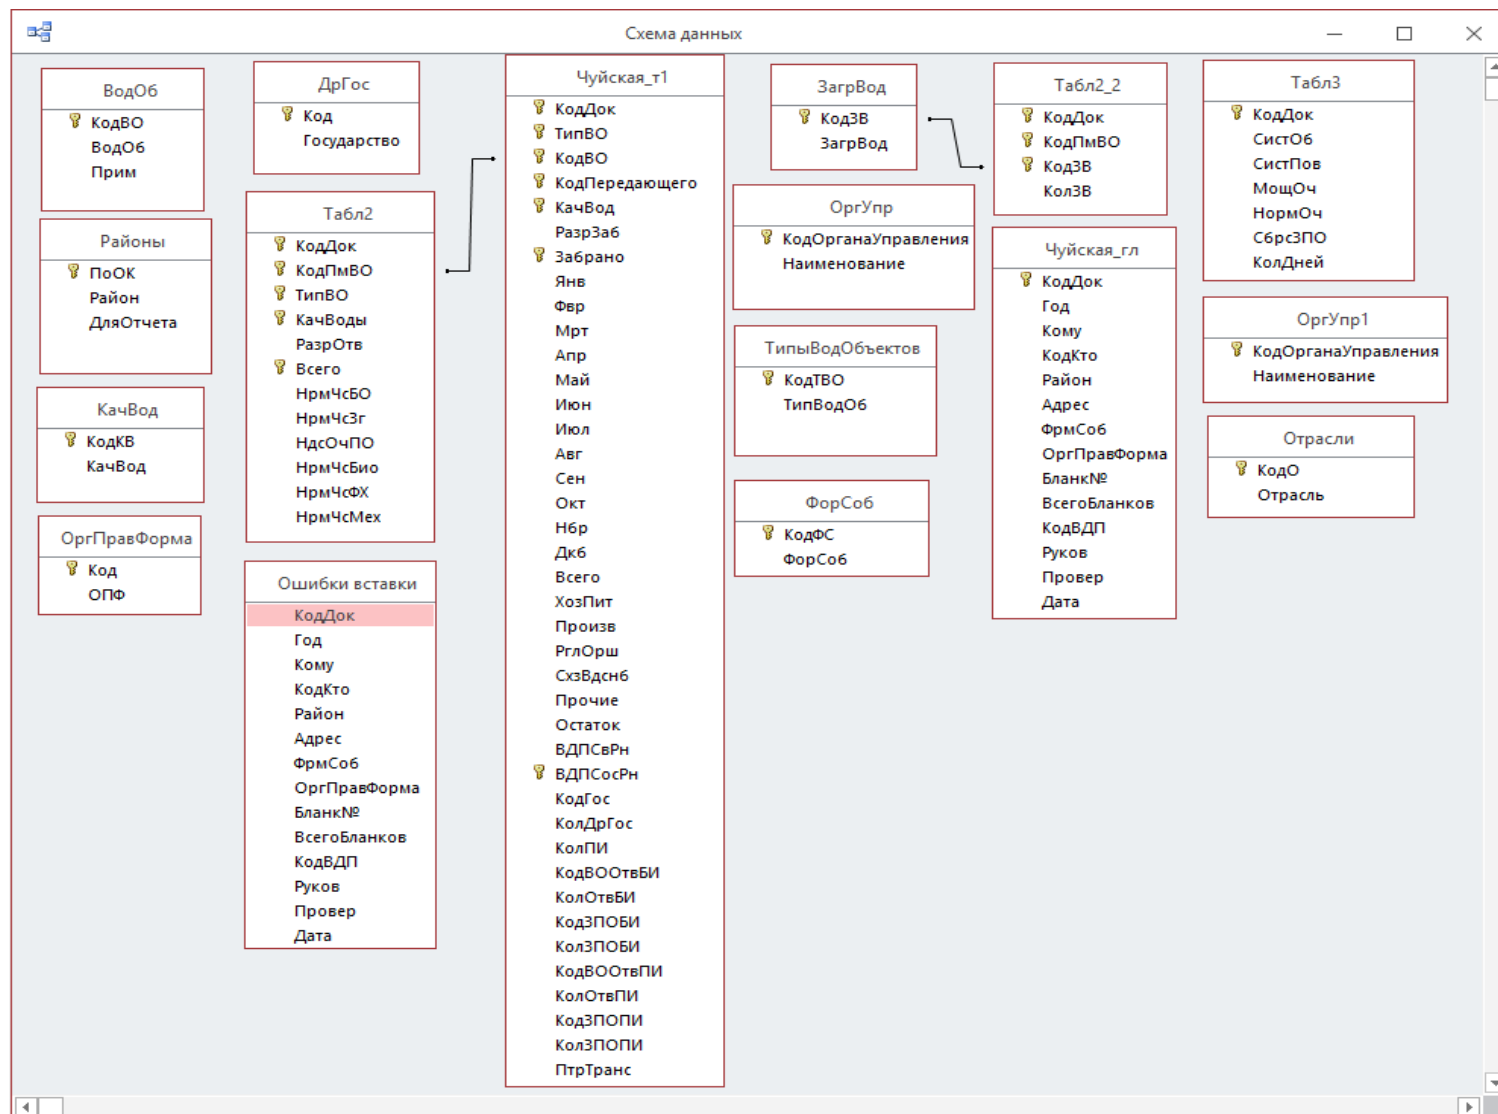 Схема данных
ВодОб
КодВО
ВодОб
Прим
Районы
ПоОК
Район
ДляОтчета
КачВод
КодКВ
КачВод
ОргПравФорма
Код
ОПФ
ДрГос
Код
Государство
Табл2
КодДок
КодПмВО
ТипВО
КачВоды
РазрОтв
Всего
НрмЧсБО
НрмЧсЗг
НдсОчПО
НрмЧсБио
НрмЧсФХ
НрмЧсМех
Ошибки вставки
КодДок
Год
Кому
КодКто
Район
Адрес
ФрмСоб
ОргПравФорма
Бланк№
ВсегоБланков
КодВДП
Руков
Провер
Дата
Чуйская_т1
КодДок
ТипВО
КодВО
КодПередающего
КачВод
РазрЗаб
Забрано
Янв
Фвр
Мрт
Апр
Май
Июн
Июл
Авг
Сен
Окт
Нбр
Дкб
Всего
ХозПит
Произв
РглОрш
СхзВдснб
Прочие
Остаток
ВДПСвРн
ВДПСосРн
КодГос
КолДрГос
КолПИ
КодВООтвБИ
КолОтвБИ
КодЗПОБИ
КолЗПОБИ
КодВООтвПИ
КолОтвПИ
КодЗПОПИ
КолЗПОПИ
ПтрТранс
ЗагрВод
КодЗВ
ЗагрВод
ОргУпр
КодОрганаУправления
Наименование
ТипыВодОбъектов
КодТВО
ТипВодОб
ФорСоб
КодФС
ФорСоб
Табл2_2
КодДок
КодПмВО
КодЗВ
КолЗВ
Чуйская_гл
КодДок
Год
Кому
КодКто
Район
Адрес
ФрмСоб
ОргПравФорма
Бланк№
ВсегоБланков
КодВДП
Руков
Провер
Дата
Табл3
КодДок
СистОб
СистПов
МощОч
НормОч
СбрсЗПО
КолДней
ОргУпр1
КодОрганаУправления
Наименование
Отрасли
КодО
Отрасль